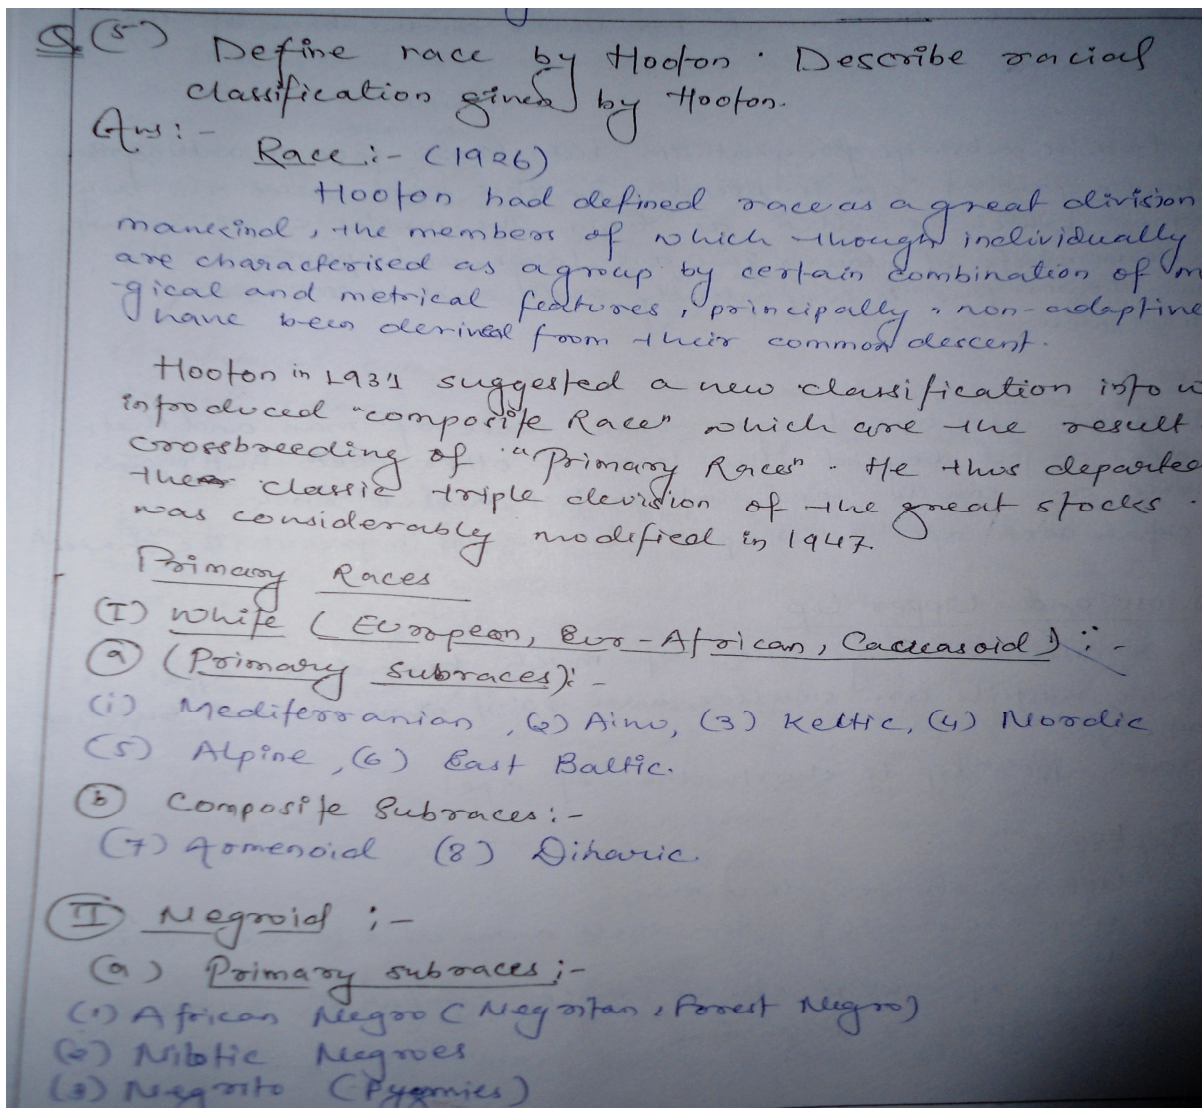 Q (5) Define race by Hooton. Describe racial
classification given by Hooton.
Ans :-
Race :- (1926)
Hooton had defined race as a great division
mankind, the members of which though individually
are characterised as a group by certain combination of m
gical and metrical features, principally, non-adaptive
have been derived from their common descent.
Hooton in 1931 suggested a new classification into w
introduced "composite Races" which are the result
crossbreeding of "Primary Races". He thus departed
the classic triple devision of the great stocks.
was considerably modified in 1947.
Primary Races
(I) White (European, Eur-African, Caucasoid) :-
(a) (Primary Subraces) :-
(i) Mediterranian, (2) Ainu, (3) Keltic, (4) Nordic
(5) Alpine, (6) East Baltic.
(b) Composite Subraces :-
(7) Armenoid (8) Dinaric.
(II) Negroid :-
(a) Primary subraces :-
(1) African Negro (Negritan, Forest Negro)
(2) Nilotic Negroes
(3) Negrito (Pygmies)